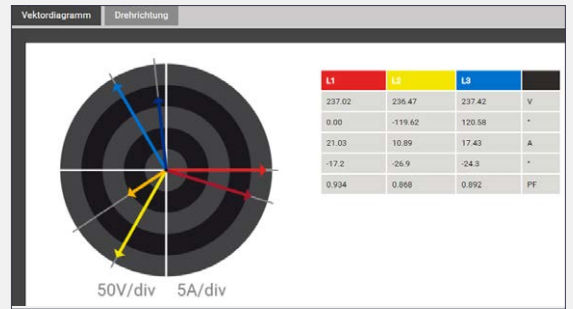 Vektordiagramm Drehrichtung
L1 L2 L3
237.02 236.47 237.42 V
0.00 -119.62 120.58 °
21.03 10.89 17.43 A
-17.2 -26.9 -24.3 °
0.934 0.868 0.892 PF
50V/div 5A/div